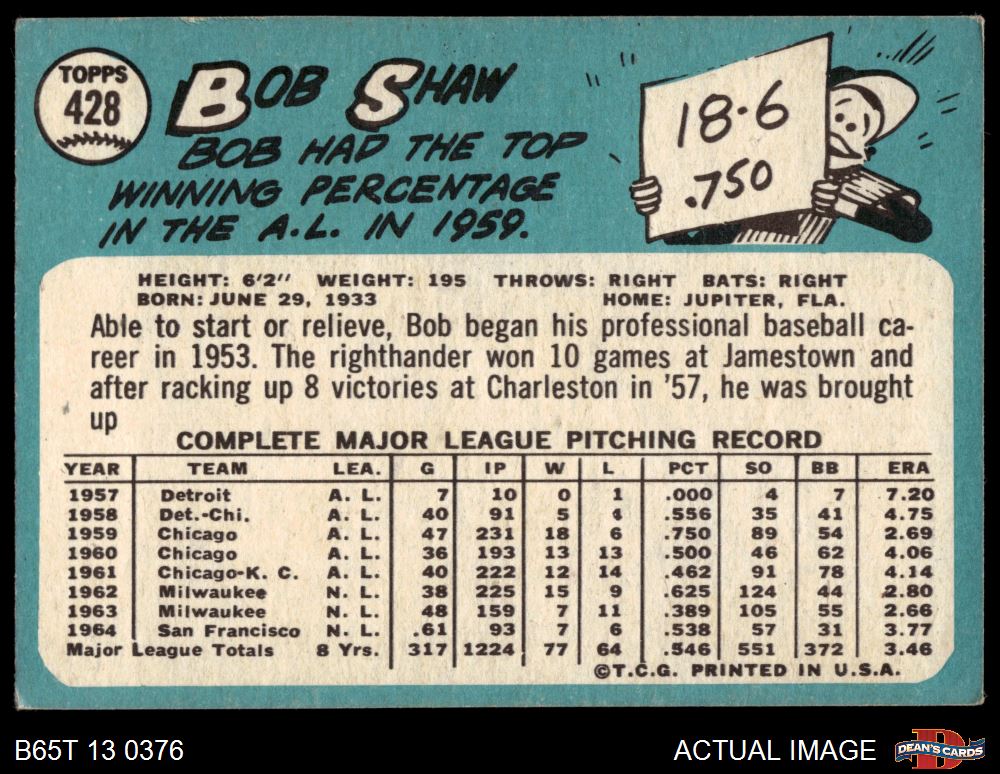 TOPPS
428
BOB SHAW
BOB HAD THE TOP
WINNING PERCENTAGE
IN THE A.L. IN 1959.
18-6
.750
HEIGHT: 6'2" WEIGHT: 195 THROWS: RIGHT BATS: RIGHT
BORN: JUNE 29, 1933 HOME: JUPITER, FLA.
Able to start or relieve, Bob began his professional baseball ca-
reer in 1953. The righthander won 10 games at Jamestown and
after racking up 8 victories at Charleston in '57, he was brought
up
COMPLETE MAJOR LEAGUE PITCHING RECORD
YEAR TEAM LEA. G IP W L PCT SO BB ERA
1957 Detroit A. L. 7 10 0 1 .000 4 7 7.20
1958 Det.-Chi. A. L. 40 91 5 4 .556 35 41 4.75
1959 Chicago A. L. 47 231 18 6 .750 89 54 2.69
1960 Chicago A. L. 36 193 13 13 .500 46 62 4.06
1961 Chicago-K. C. A. L. 40 222 12 14 .462 91 78 4.14
1962 Milwaukee N. L. 38 225 15 9 .625 124 44 2.80
1963 Milwaukee N. L. 48 159 7 11 .389 105 55 2.66
1964 San Francisco N. L. .61 93 7 6 .538 57 31 3.77
Major League Totals 8 Yrs. 317 1224 77 64 .546 551 372 3.46
©T.C.G. PRINTED IN U.S.A.
B65T 13 0376
ACTUAL IMAGE
DEAN'S CARDS